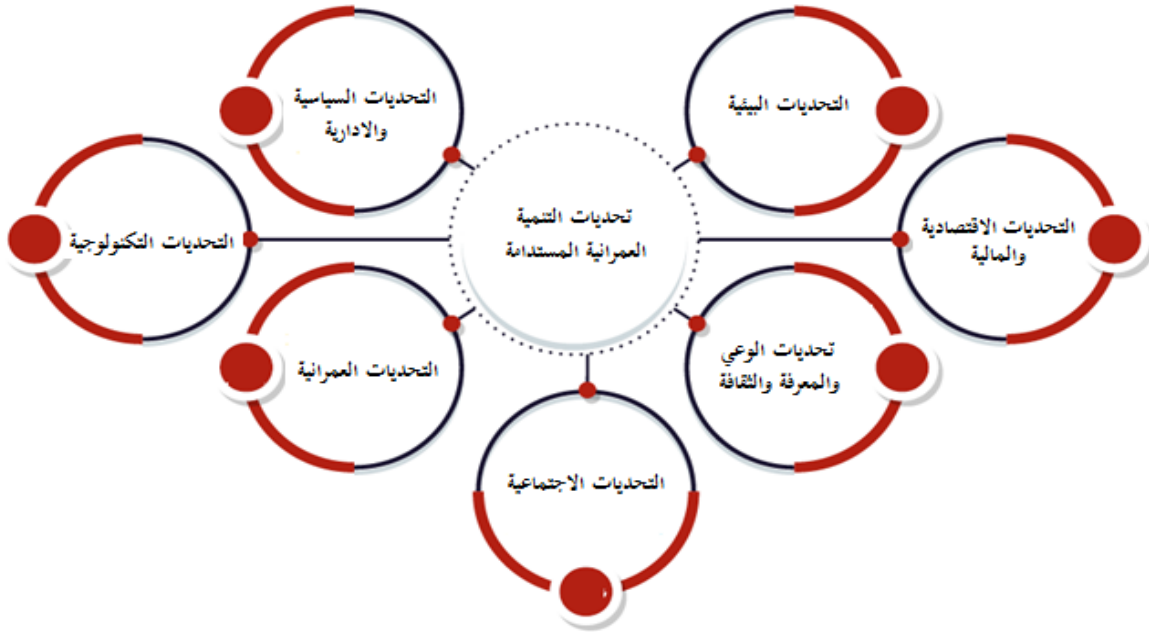 تحديات التنمية
العمرانية المستدامة
التحديات البيئية
التحديات الاقتصادية
والمالية
تحديات الوعي
والمعرفة والثقافة
التحديات الاجتماعية
التحديات العمرانية
التحديات التكنولوجية
التحديات السياسية
والادارية